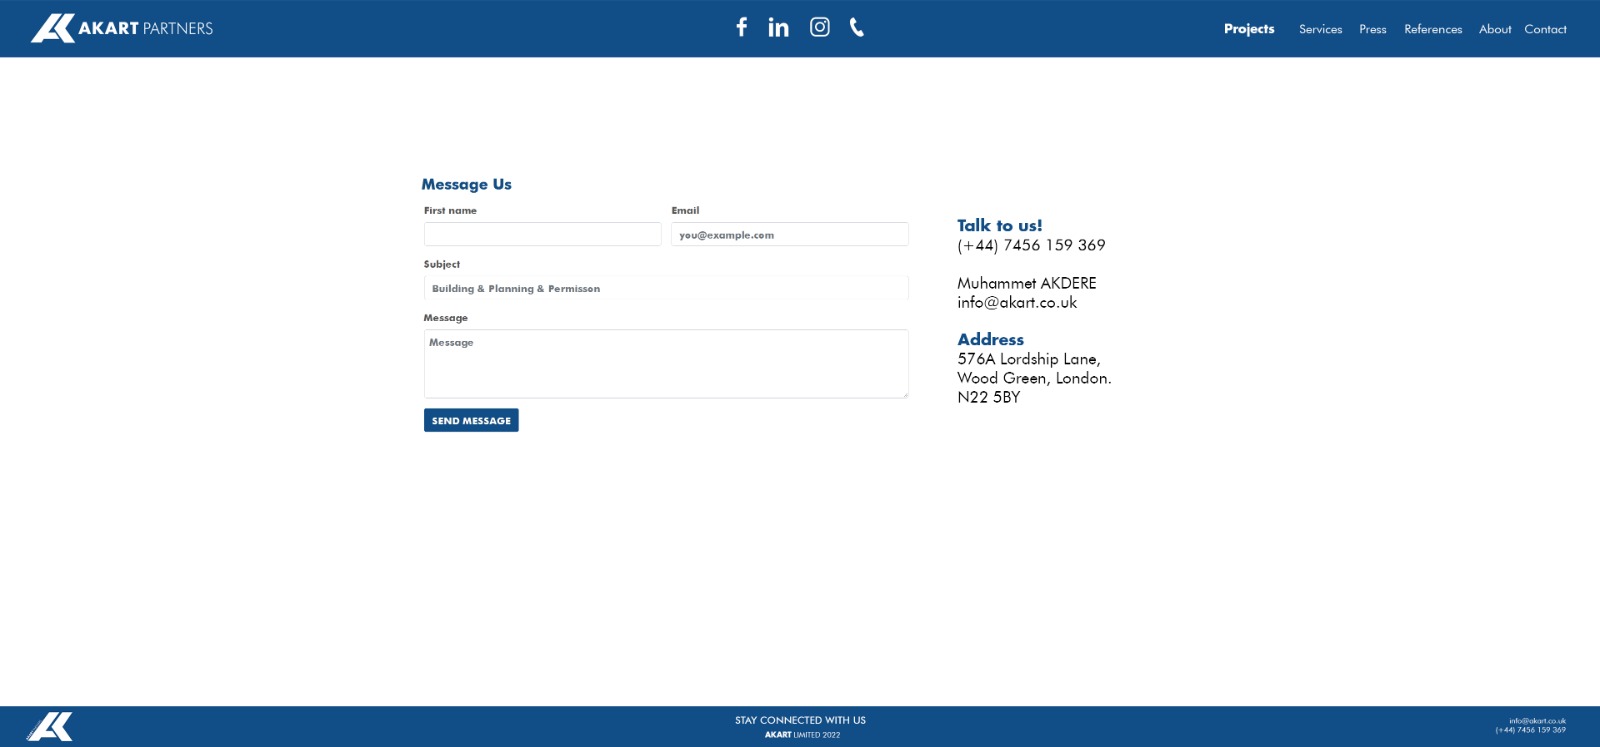 AKART PARTNERS
Projects Services Press References About Contact
Message Us
First name
Email
you@example.com
Subject
Building & Planning & Permisson
Message
Message
SEND MESSAGE
Talk to us!
(+44) 7456 159 369
Muhammet AKDERE
info@akart.co.uk
Address
576A Lordship Lane,
Wood Green, London.
N22 5BY
STAY CONNECTED WITH US
AKART LIMITED 2022
info@akart.co.uk
(+44) 7456 159 369